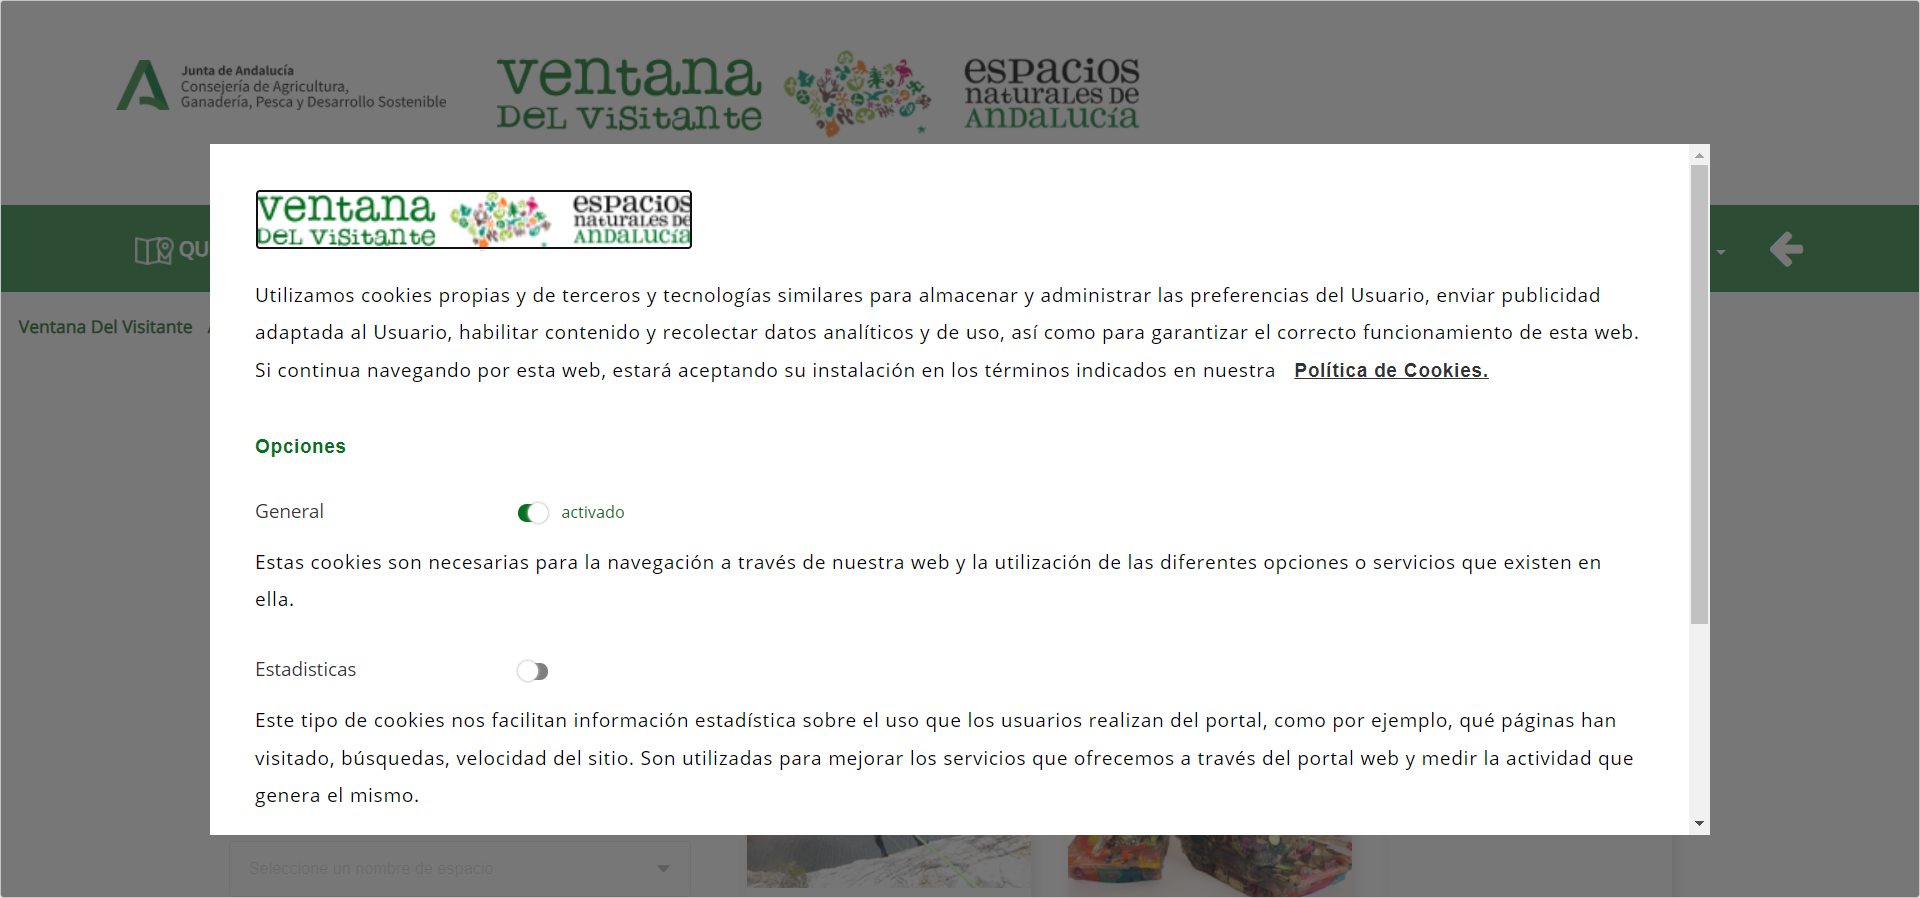 Junta de Andalucía
Consejería de Agricultura,
Ganadería, Pesca y Desarrollo Sostenible
ventana
DEL VISITANTE
espacios
NATURALES DE
ANDALUCÍA
QU
Ventana Del Visitante
ventana
DEL VISITANTE
espacios
NATURALES DE
ANDALUCÍA
Utilizamos cookies propias y de terceros y tecnologías similares para almacenar y administrar las preferencias del Usuario, enviar publicidad
adaptada al Usuario, habilitar contenido y recolectar datos analíticos y de uso, así como para garantizar el correcto funcionamiento de esta web.
Si continua navegando por esta web, estará aceptando su instalación en los términos indicados en nuestra Política de Cookies.
Opciones
General activado
Estas cookies son necesarias para la navegación a través de nuestra web y la utilización de las diferentes opciones o servicios que existen en
ella.
Estadisticas
Este tipo de cookies nos facilitan información estadística sobre el uso que los usuarios realizan del portal, como por ejemplo, qué páginas han
visitado, búsquedas, velocidad del sitio. Son utilizadas para mejorar los servicios que ofrecemos a través del portal web y medir la actividad que
genera el mismo.
Seleccione un nombre de espacio